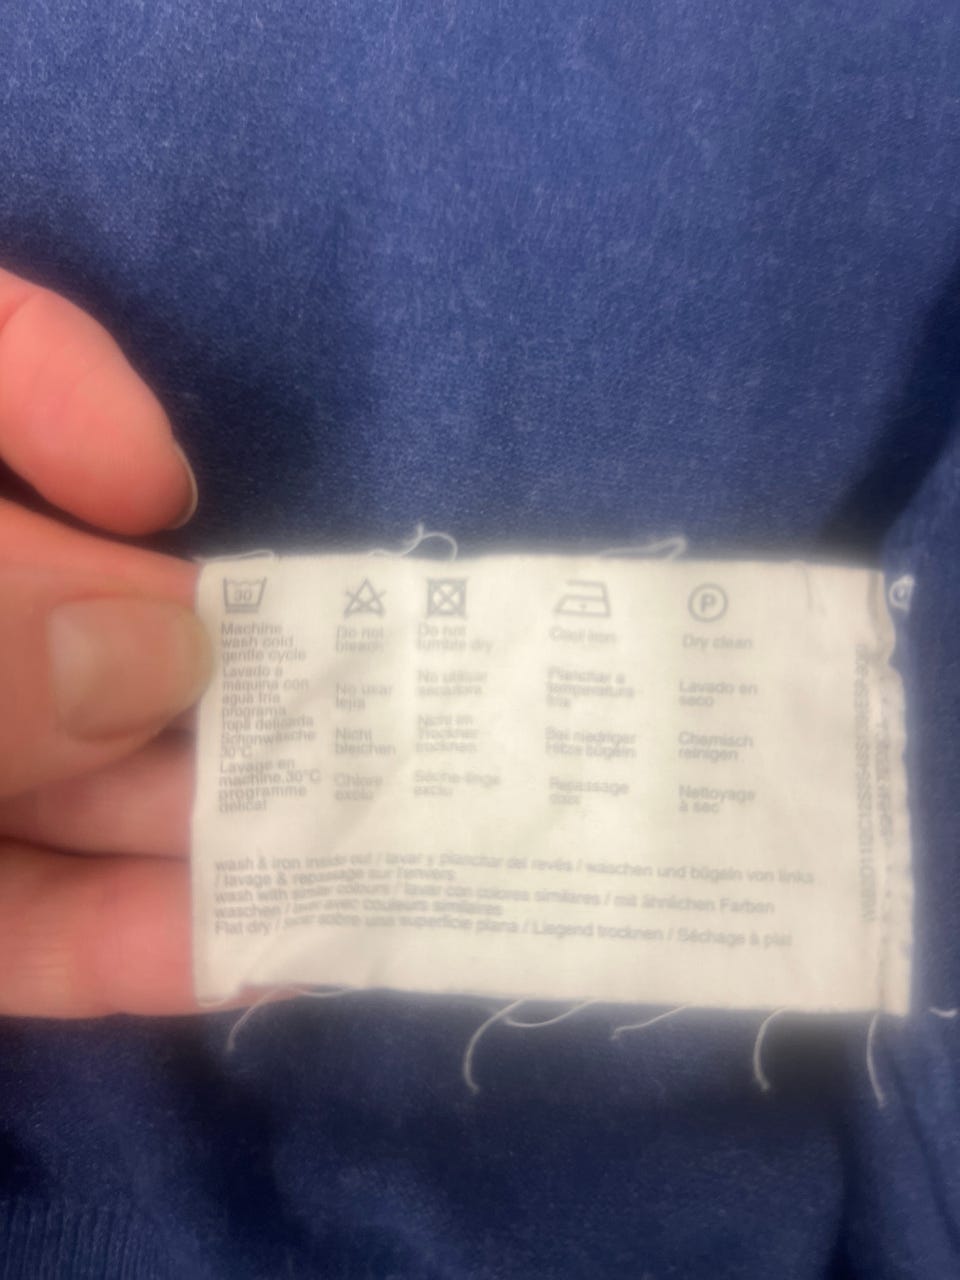 30
Machine
wash cold
gentle cycle
Lavado a
máquina con
agua fria
programa
ropa delicada
Schonwäsche
30°C
Lavage en
machine.30°C
programme
délicat
Do not
bleach
No usar
lejia
Nicht
bleichen
Chlore
exclu
Do not
tumble dry
No utilizar
secadora
Nicht im
Trockner
trocknen
Sèche-linge
exclu
Cool iron
Planchar a
temperatura
fria
Bei niedriger
Hitze bügeln
Repassage
doux
P
Dry clean
Lavado en
seco
Chemisch
reinigen
Nettoyage
à sec
wash & iron inside out / lavar y planchar del revés / waschen und bügeln von links
/ lavage & repassage sur l'envers
wash with similar colours / lavar con colores similares / mit ähnlichen Farben
waschen / laver avec couleurs similaires
Flat dry / secar sobre una superficie plana / Liegend trocknen / Séchage à plat